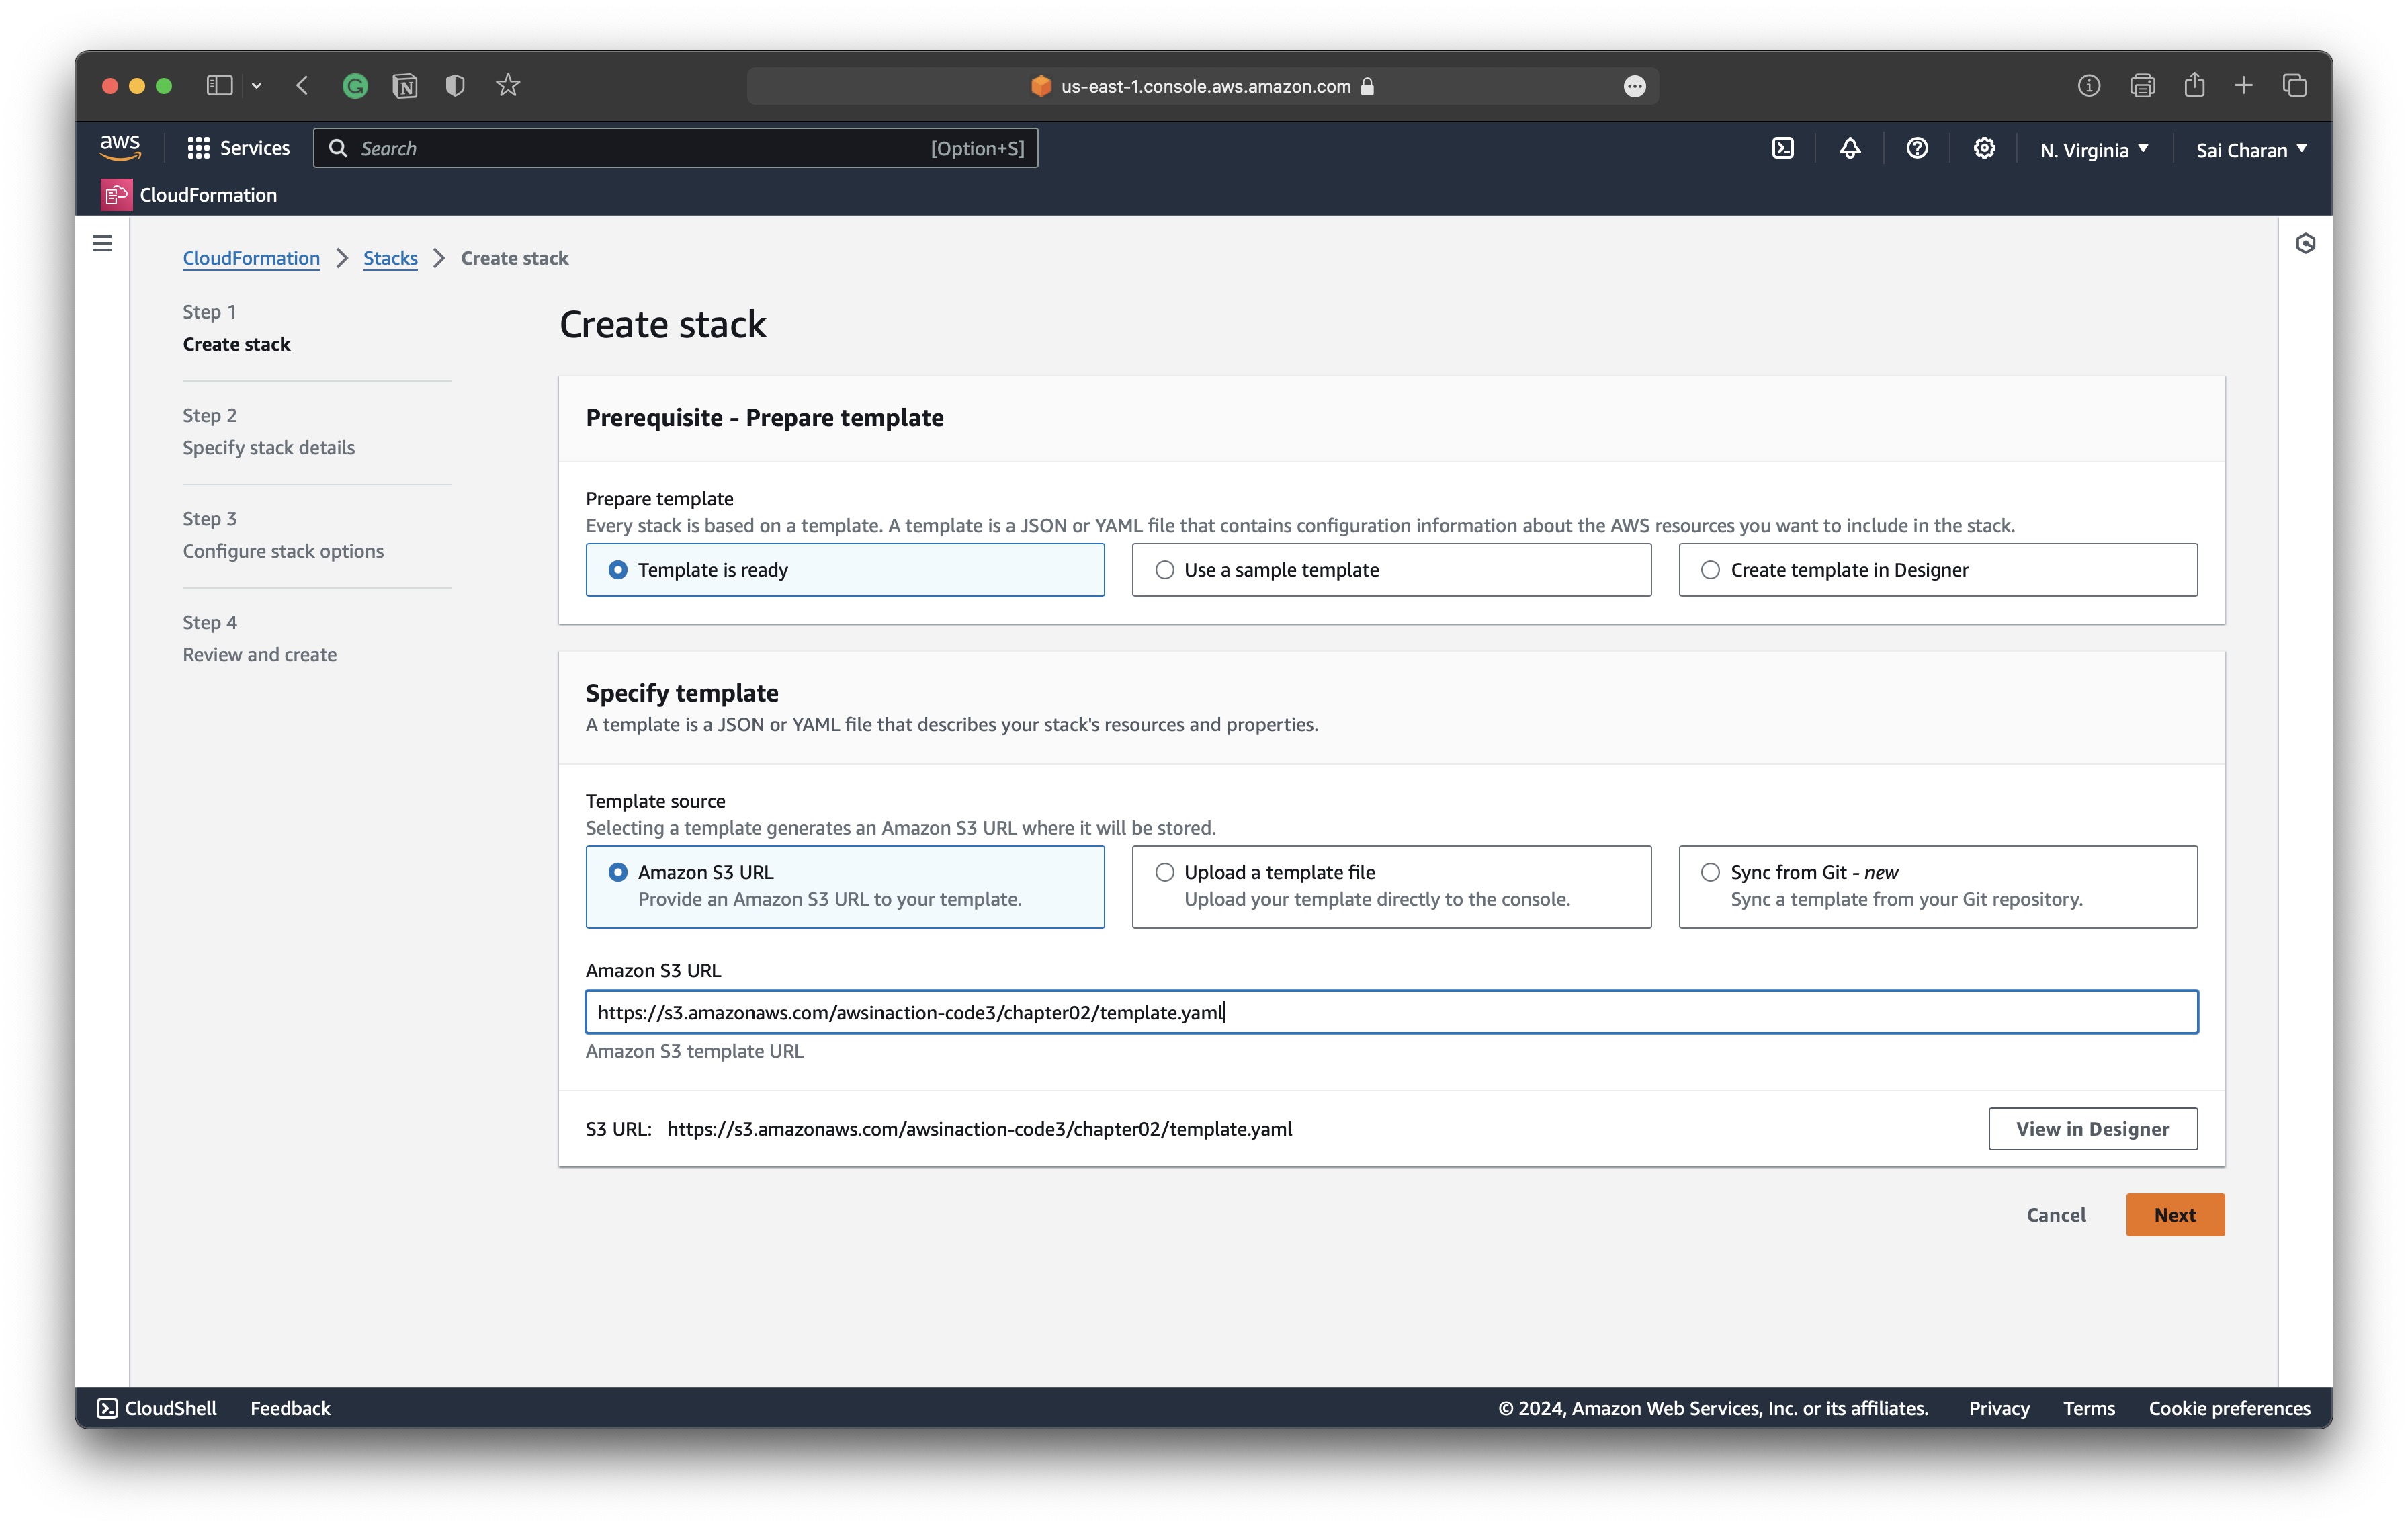 us-east-1.console.aws.amazon.com
aws
Services
Search
[Option+S]
N. Virginia
Sai Charan
CloudFormation
CloudFormation
Stacks
Create stack
Step 1
Create stack
Step 2
Specify stack details
Step 3
Configure stack options
Step 4
Review and create
Create stack
Prerequisite - Prepare template
Prepare template
Every stack is based on a template. A template is a JSON or YAML file that contains configuration information about the AWS resources you want to include in the stack.
Template is ready
Use a sample template
Create template in Designer
Specify template
A template is a JSON or YAML file that describes your stack's resources and properties.
Template source
Selecting a template generates an Amazon S3 URL where it will be stored.
Amazon S3 URL
Provide an Amazon S3 URL to your template.
Upload a template file
Upload your template directly to the console.
Sync from Git - new
Sync a template from your Git repository.
Amazon S3 URL
https://s3.amazonaws.com/awsinaction-code3/chapter02/template.yaml
Amazon S3 template URL
S3 URL: https://s3.amazonaws.com/awsinaction-code3/chapter02/template.yaml
View in Designer
Cancel
Next
CloudShell
Feedback
© 2024, Amazon Web Services, Inc. or its affiliates.
Privacy
Terms
Cookie preferences